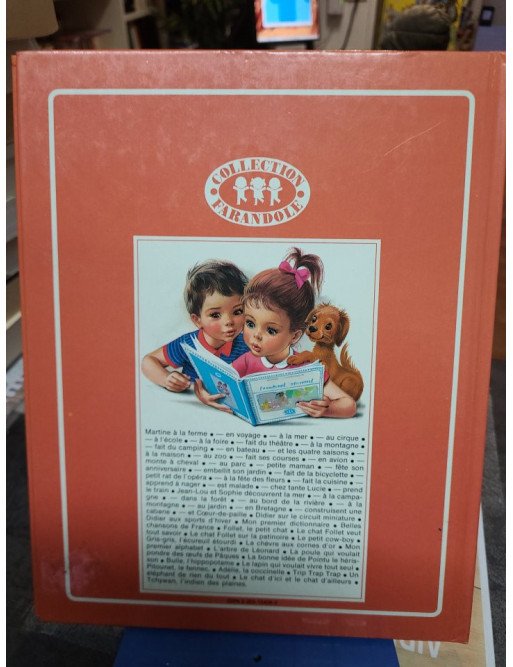 COLLECTION
FARANDOLE
Martine à la ferme • — en voyage • — à la mer • — au cirque •
— à l'école • — à la foire • — fait du théâtre • — à la montagne •
— fait du camping • — en bateau • — et les quatre saisons •
— à la maison • — au zoo • — fait ses courses • — en avion •
— monte à cheval • — au parc • — petite maman • — fête son
anniversaire • — embellit son jardin • — fait de la bicyclette •
— petit rat de l'opéra • — à la fête des fleurs • — fait la cuisine •
— apprend à nager • — est malade • — chez tante Lucie • — prend
le train • Jean-Lou et Sophie découvrent la mer • — à la campa-
gne • — dans la forêt • — au bord de la rivière • — à la
montagne • — au jardin • — en Bretagne • — construisent une
cabane • — et Cœur-de-paille • Didier sur le circuit miniature •
Didier aux sports d'hiver • Mon premier dictionnaire • Belles
chansons de France • Follet, le petit chat • Le chat Follet veut
tout savoir • Le chat Follet sur la patinoire • Le petit cow-boy •
Gris-gris, l'écureuil étourdi • La chèvre aux cornes d'or • Mon
premier alphabet • L'arbre de Léonard • La poule qui voulait
pondre des œufs de Pâques • La bonne idée de Pointu le héris-
son • Bulle, l'hippopotame • Le lapin qui voulait vivre tout seul •
Pitounet, le fennec • Adélie, la coccinelle • Trip Trap Trap • Un
éléphant de rien du tout • Le chat d'ici et le chat d'ailleurs •
Tchywan, l'indien des plaines.